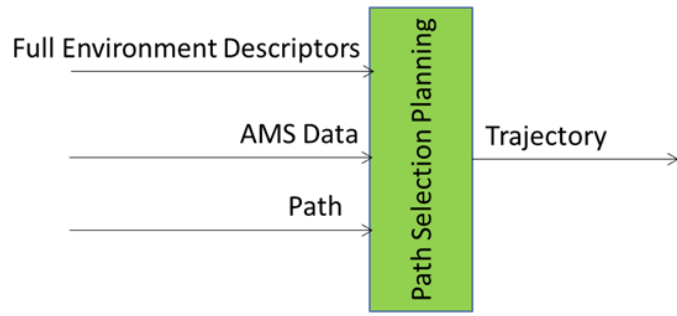 Full Environment Descriptors
AMS Data
Path
Path Selection Planning
Trajectory